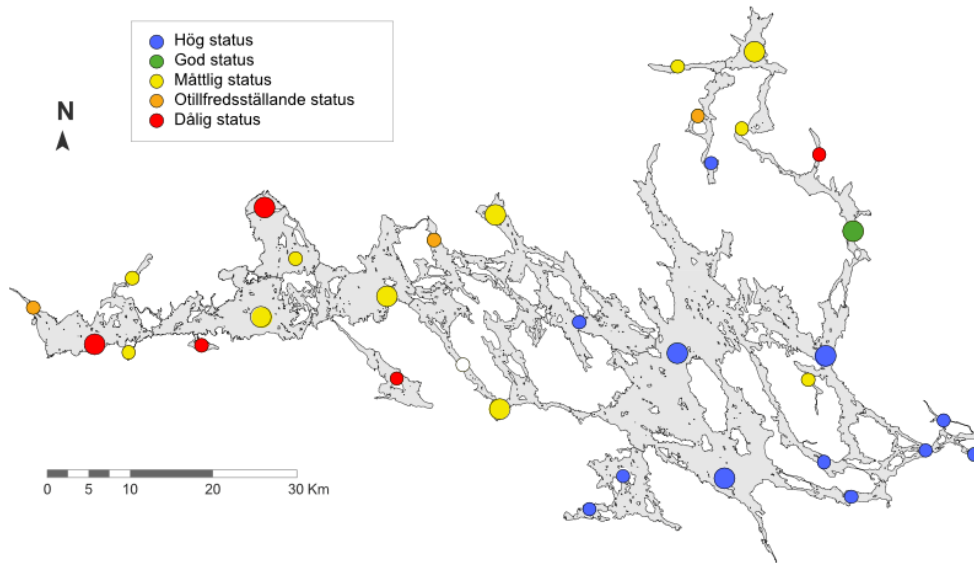 Hög status
God status
Måttlig status
Otillfredsställande status
Dålig status
N
0 5 10 20 30 Km